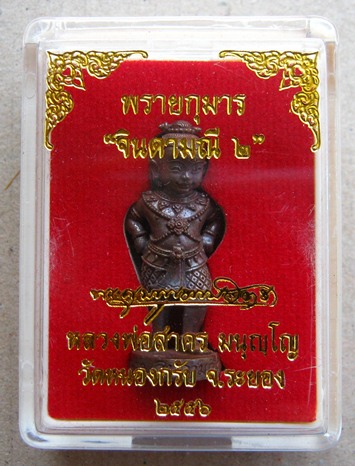 พรายกุมาร
“จินดามณี ๒”
หลวงพ่อสาคร มนุญโญ
วัดหนองกรับ จ.ระยอง
๒๕๕๖